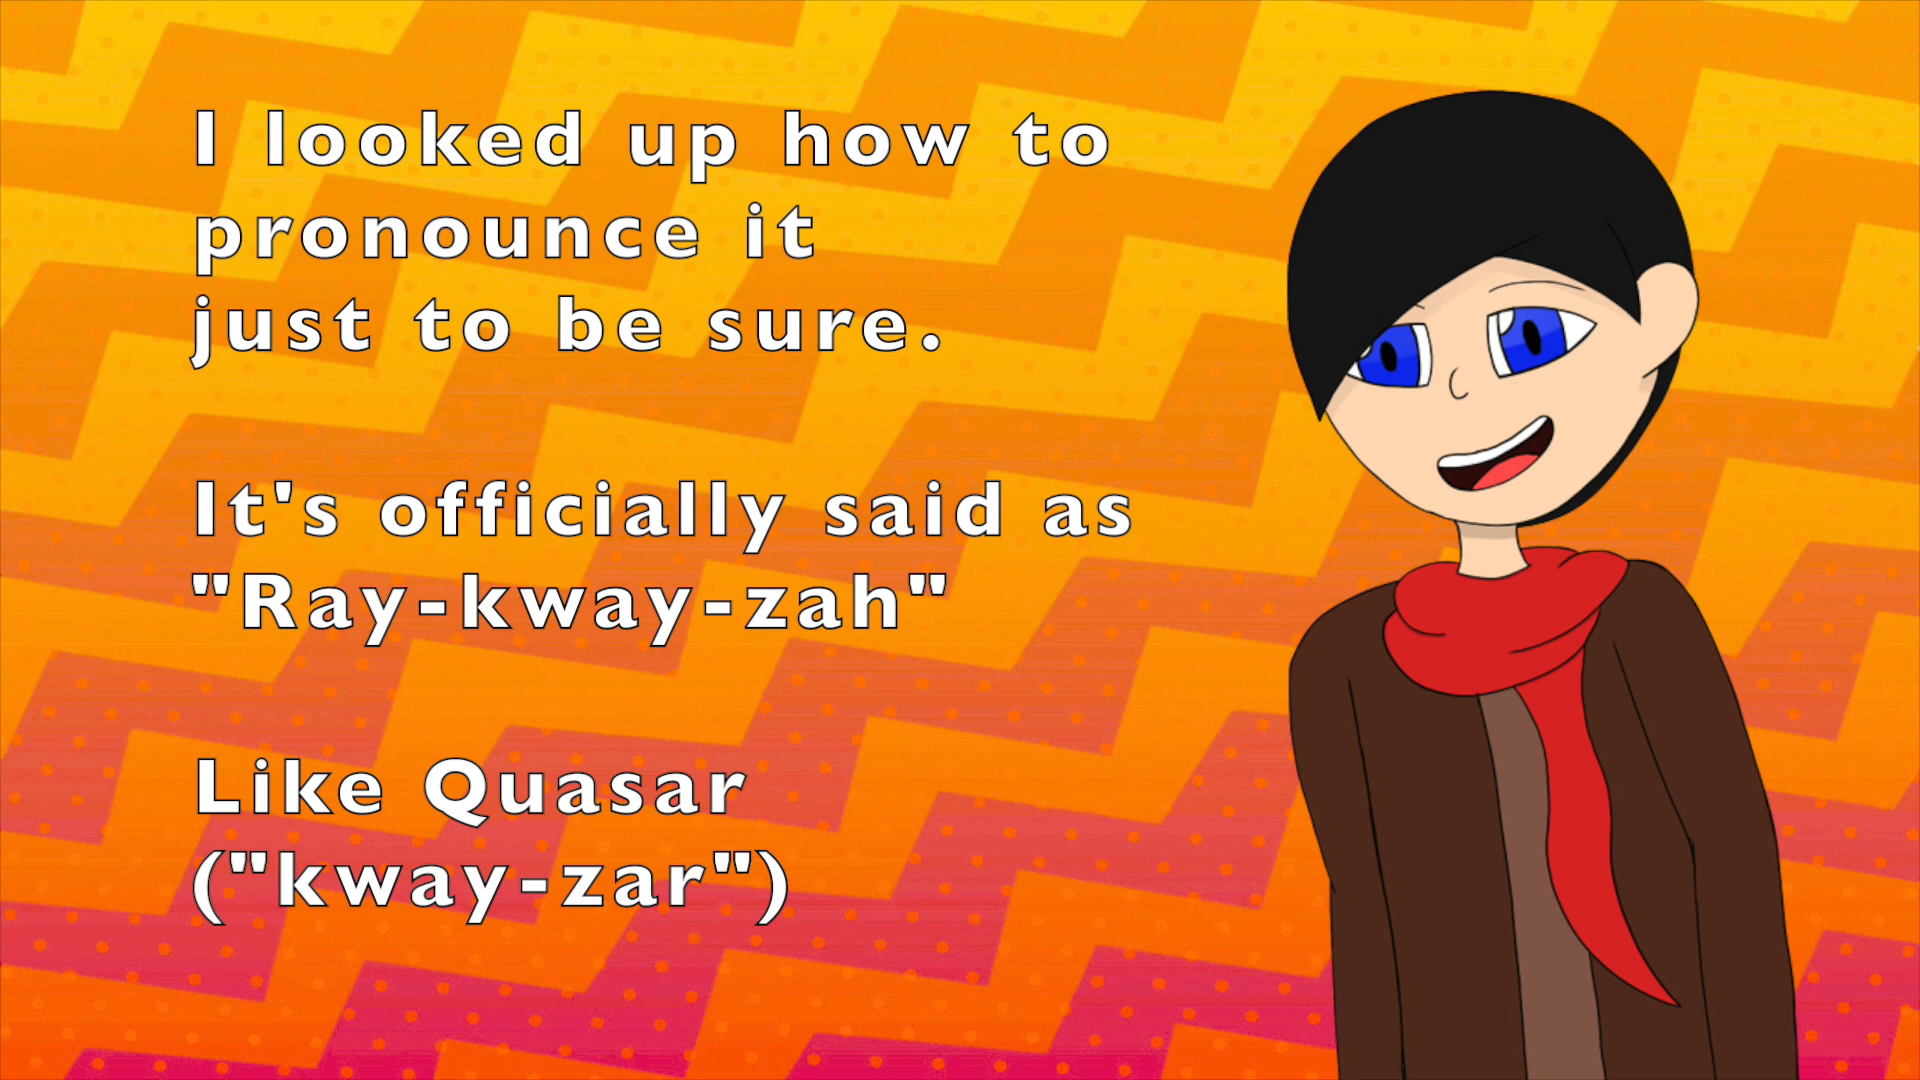 I looked up how to
pronounce it
just to be sure.
It's officially said as
"Ray-kway-zah"
Like Quasar
("kway-zar")